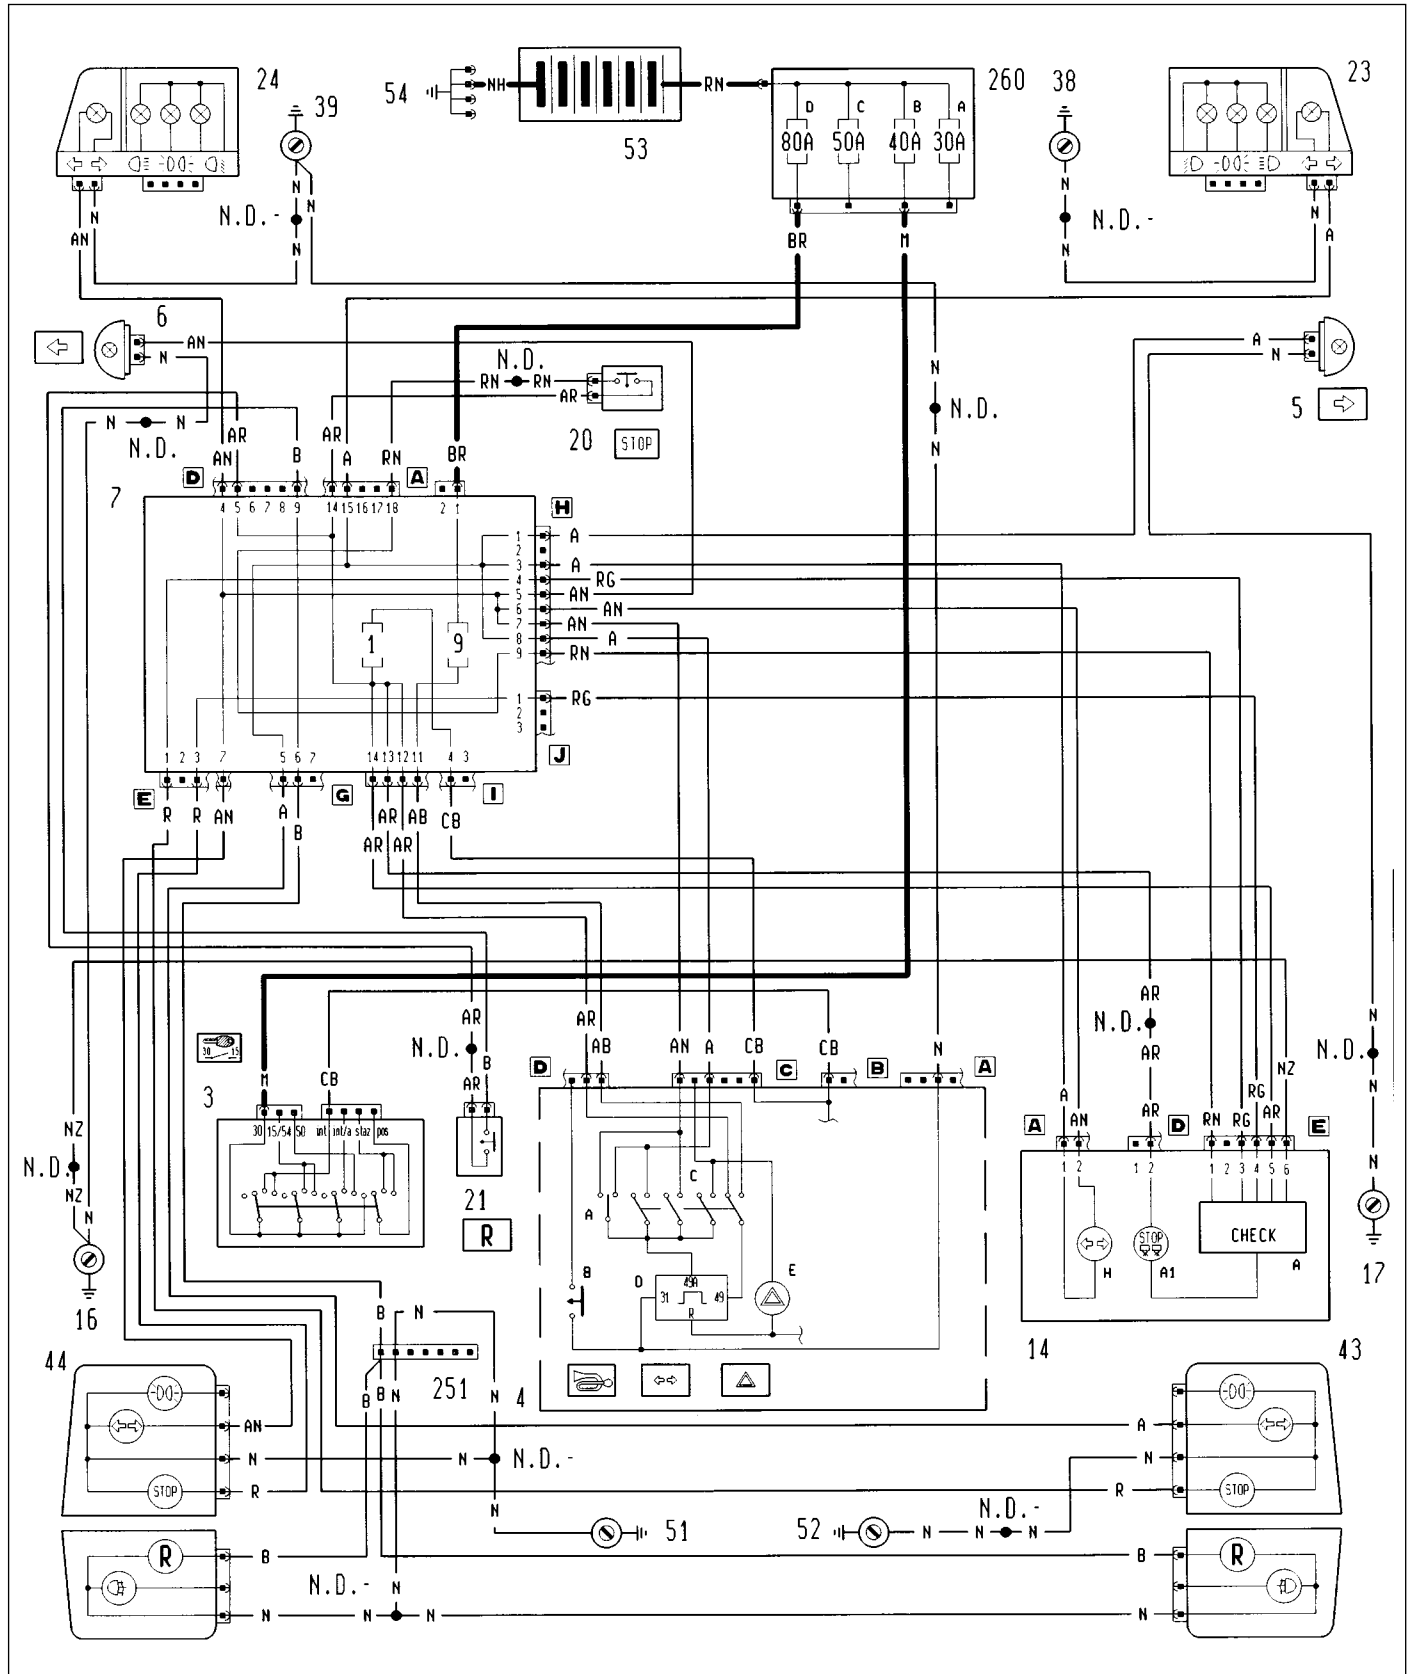 24
39
54
NH
53
RN
260
38
23
D C B A
80A 50A 40A 30A
N
N
N.D.-
N
N
AN
N
N
N.D.-
N
N
A
BR
M
6
AN
N
N.D.
RN
RN
AR
20
STOP
N
N.D.
N
A
N
5
N
N
N.D.
AR
AN
B
AR
A
RN
BR
D
A
7
4 5 6 7 8 9
14 15 16 17 18
2 1
H
1 A
2
3 A
4 RG
5 AN
6 AN
7 AN
8 A
9 RN
1
9
1 RG
2
3
J
1 2 3 7
5 6 7
14 13 12 11
4 3
E
G
I
R R AN
A
B
AR AB
AR AR
CB
AR
N.D.
AR
B
AR
AB
AN
A
CB
CB
N
AR
N.D.
AR
AR
A
AN
RN
RG
RG
AR
NZ
N
N.D.
N
N
30 15
3
M
CB
30 15/54 50 int int/a staz pos
21
R
NZ
N.D.
NZ
N
16
D
C
B
A
A
B
C
D
49A
31 49
R
E
4
A
D
E
1 2
1 2
1 2 3 4 5 6
H
STOP
A1
CHECK
A
14
17
B
N
251
B
B
N
N
44
AN
N
N
N.D.-
R
STOP
N
51
52
N
N
N
N.D.-
43
A
N
R
STOP
R
B
N.D.-
N
N
N
N
B
N
R